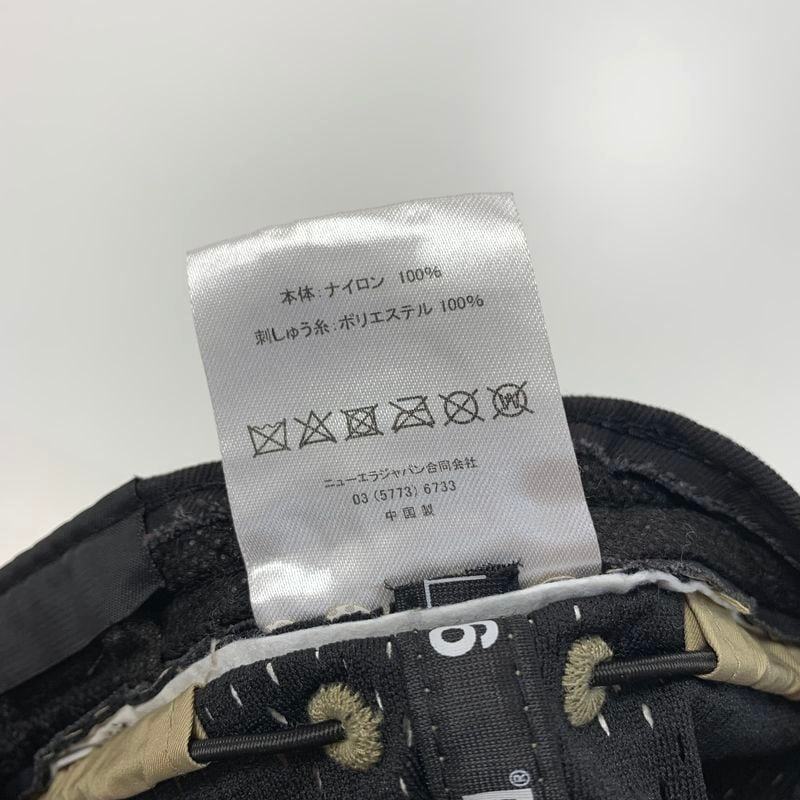 本体:ナイロン 100%
刺しゅう糸:ポリエステル 100%
ニューエラジャパン合同会社
03 (5773) 6733
中国製